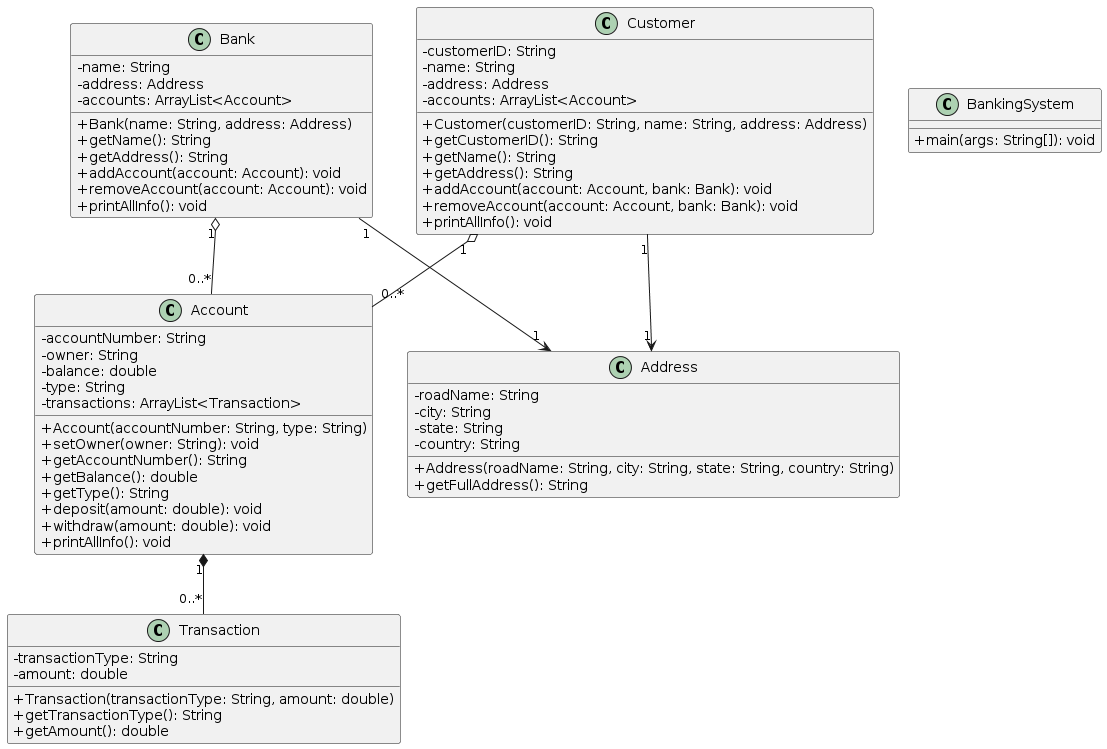 C Bank
-name: String
-address: Address
-accounts: ArrayList<Account>
+Bank(name: String, address: Address)
+getName(): String
+getAddress(): String
+addAccount(account: Account): void
+removeAccount(account: Account): void
+printAllInfo(): void
C Customer
-customerID: String
-name: String
-address: Address
-accounts: ArrayList<Account>
+Customer(customerID: String, name: String, address: Address)
+getCustomerID(): String
+getName(): String
+getAddress(): String
+addAccount(account: Account, bank: Bank): void
+removeAccount(account: Account, bank: Bank): void
+printAllInfo(): void
C BankingSystem
+main(args: String[]): void
1
1
1
1
0..*
0..*
1
1
C Account
-accountNumber: String
-owner: String
-balance: double
-type: String
-transactions: ArrayList<Transaction>
+Account(accountNumber: String, type: String)
+setOwner(owner: String): void
+getAccountNumber(): String
+getBalance(): double
+getType(): String
+deposit(amount: double): void
+withdraw(amount: double): void
+printAllInfo(): void
C Address
-roadName: String
-city: String
-state: String
-country: String
+Address(roadName: String, city: String, state: String, country: String)
+getFullAddress(): String
1
0..*
C Transaction
-transactionType: String
-amount: double
+Transaction(transactionType: String, amount: double)
+getTransactionType(): String
+getAmount(): double